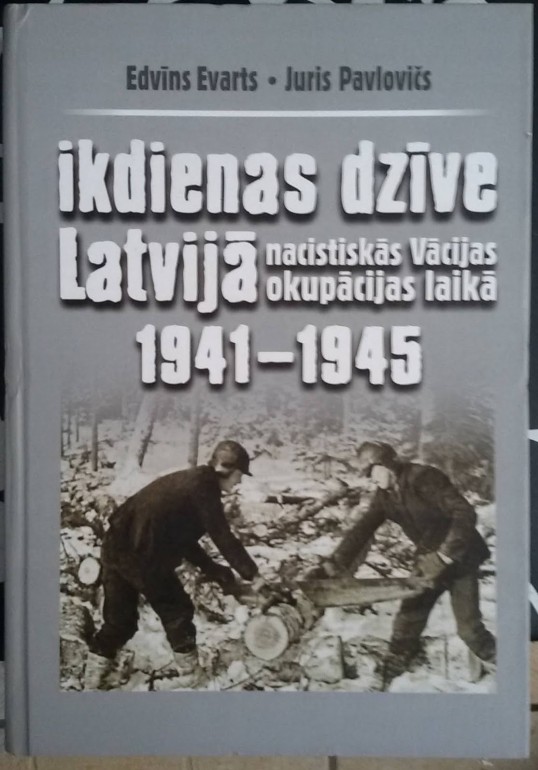 Edvīns Evarts • Juris Pavlovičs
ikdienas dzīve
Latvijā nacistiskās Vācijas
okupācijas laikā
1941–1945